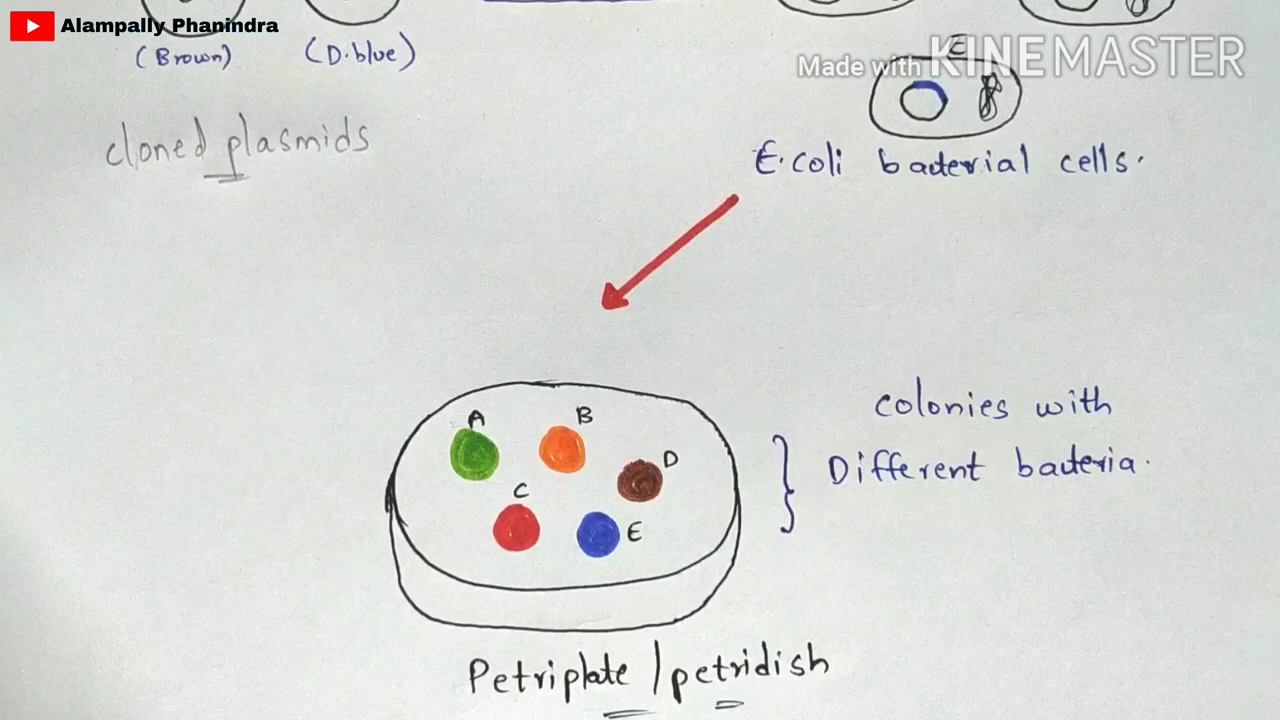 Alampally Phanindra
(Brown) (D.blue)
E
Made with KINEMASTER
cloned plasmids
E.coli bacterial cells.
A
B
D
C
E
colonies with
Different bacteria.
Petriplate / petridish